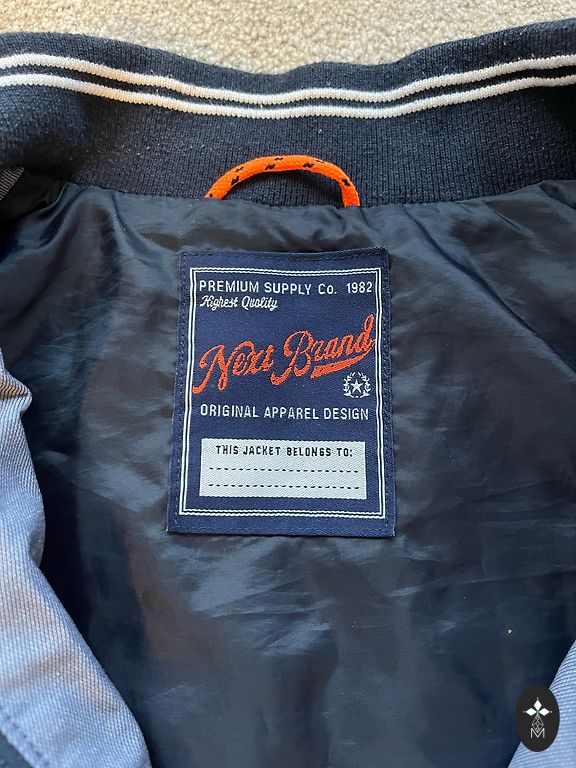 PREMIUM SUPPLY Co. 1982
Highest Quality
Next Brand
ORIGINAL APPAREL DESIGN
THIS JACKET BELONGS TO:
M